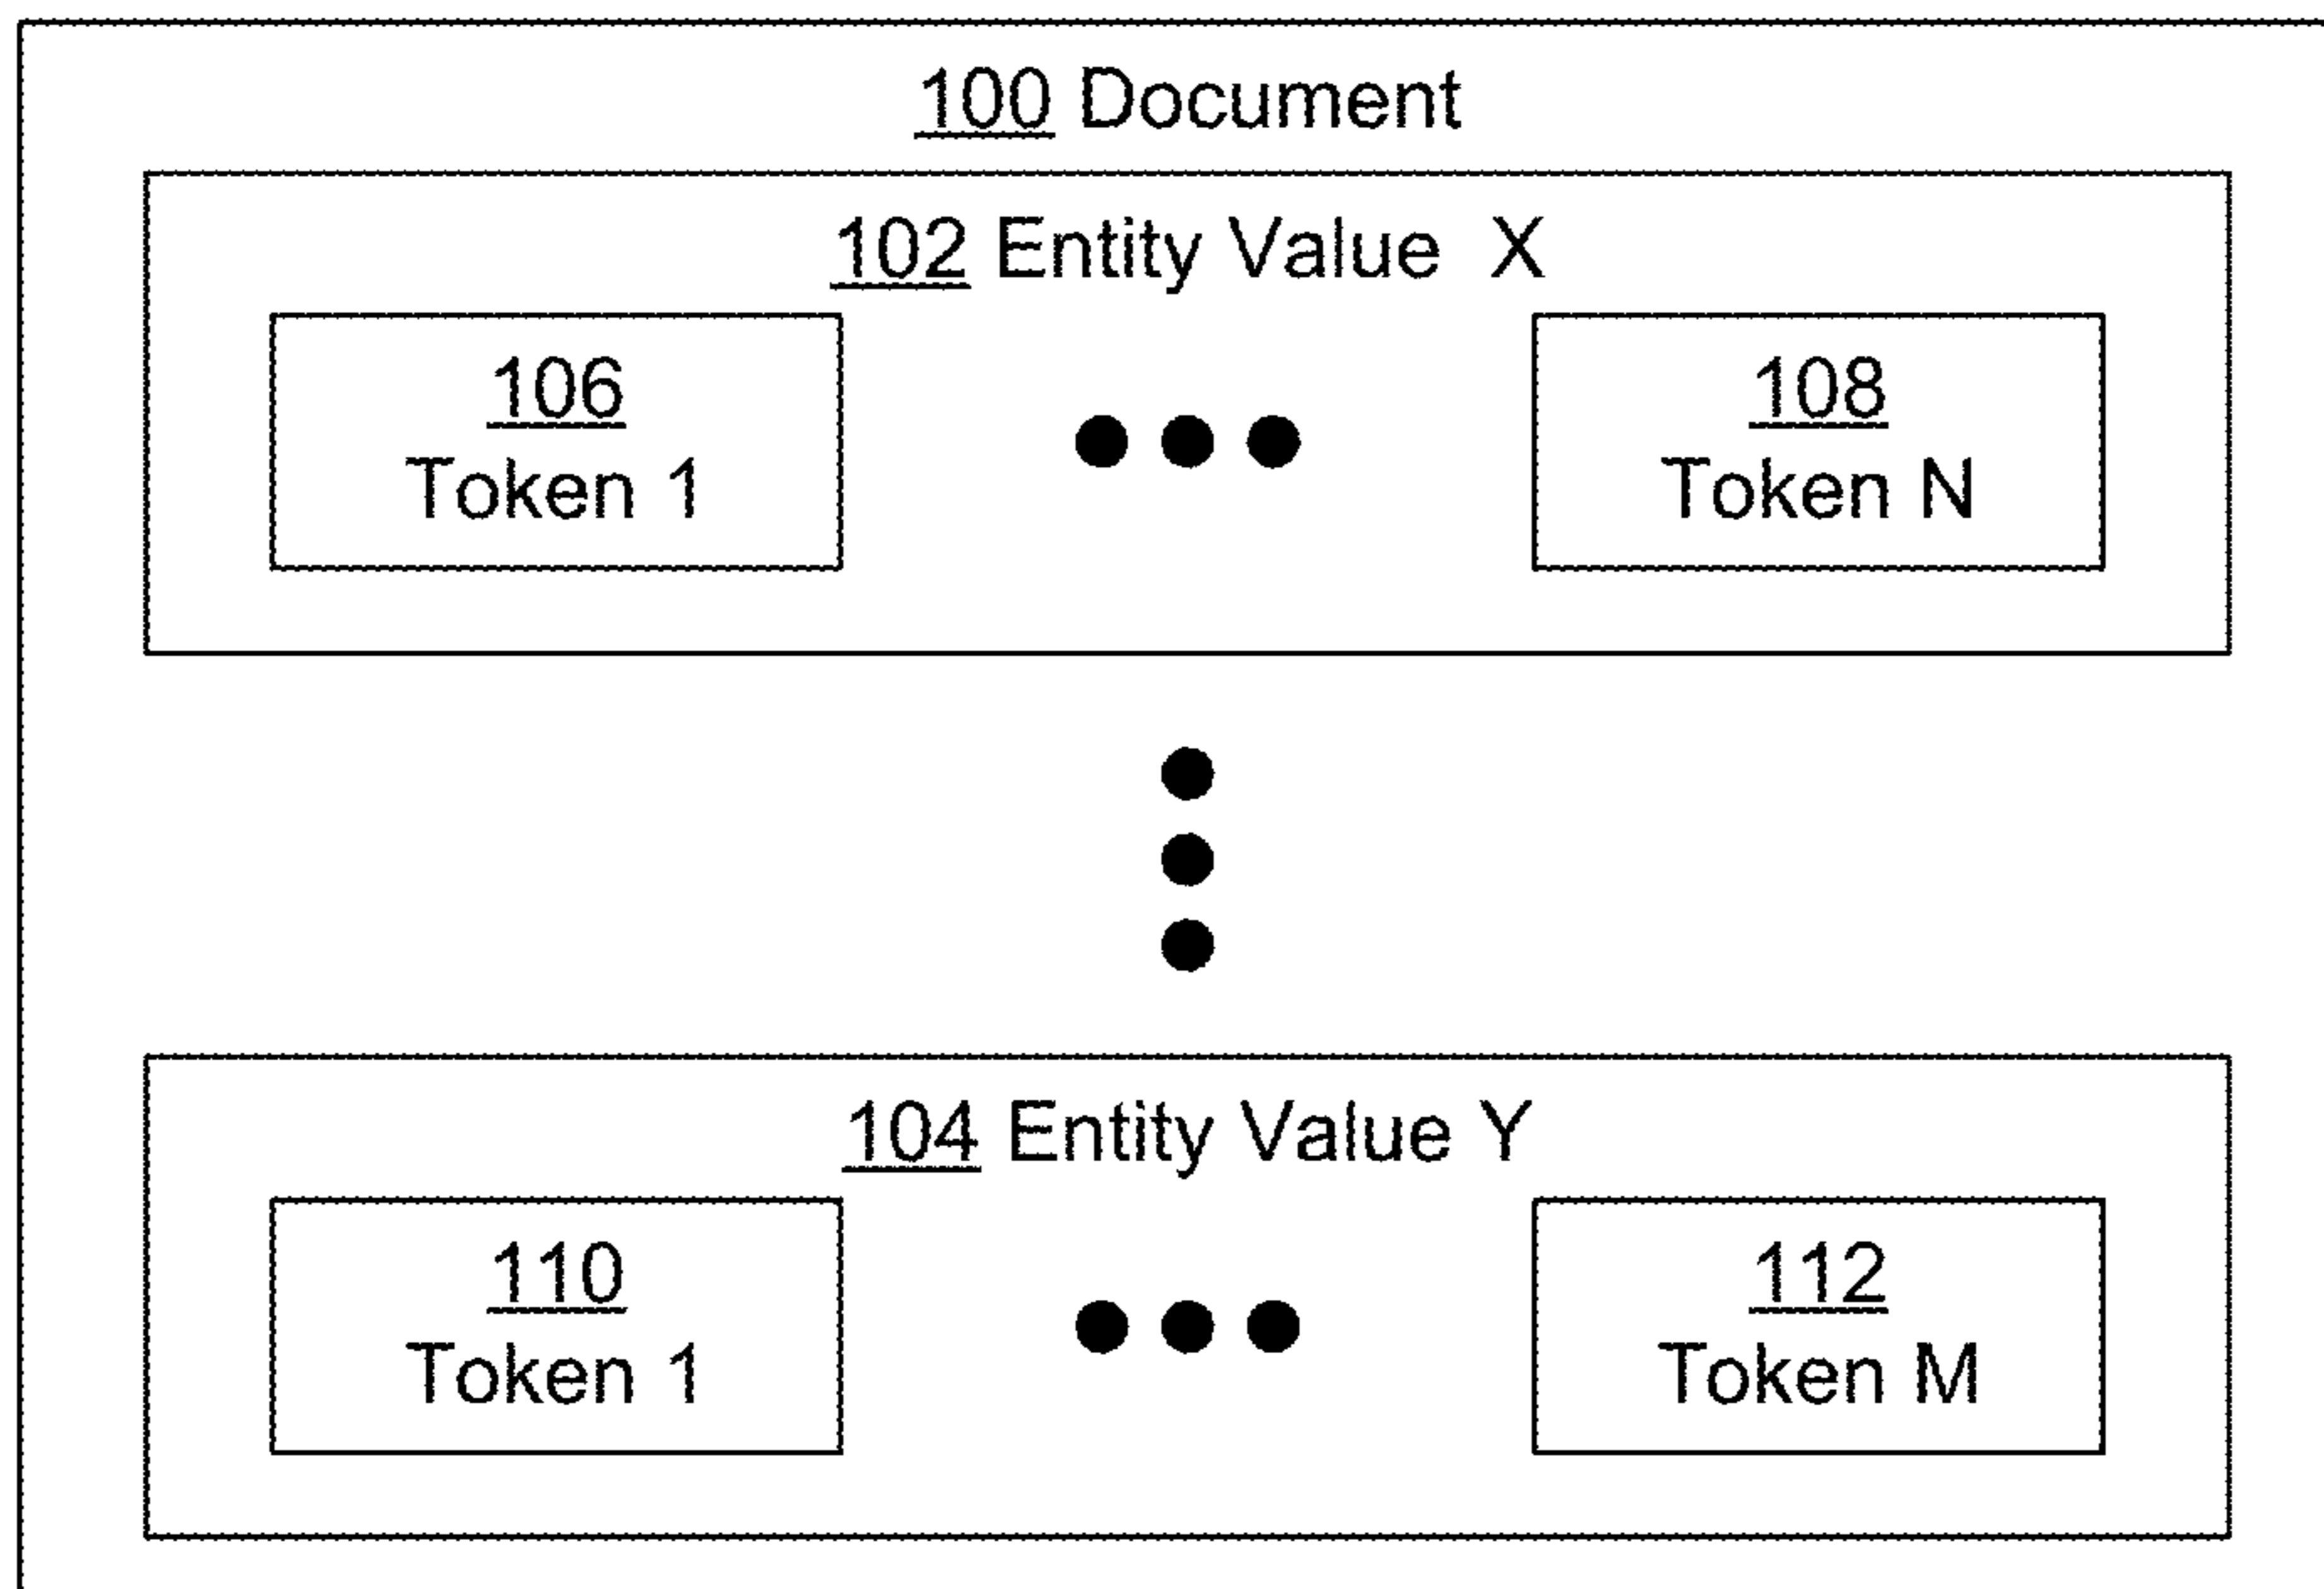 100 Document
102 Entity Value X
106
Token 1
108
Token N
104 Entity Value Y
110
Token 1
112
Token M